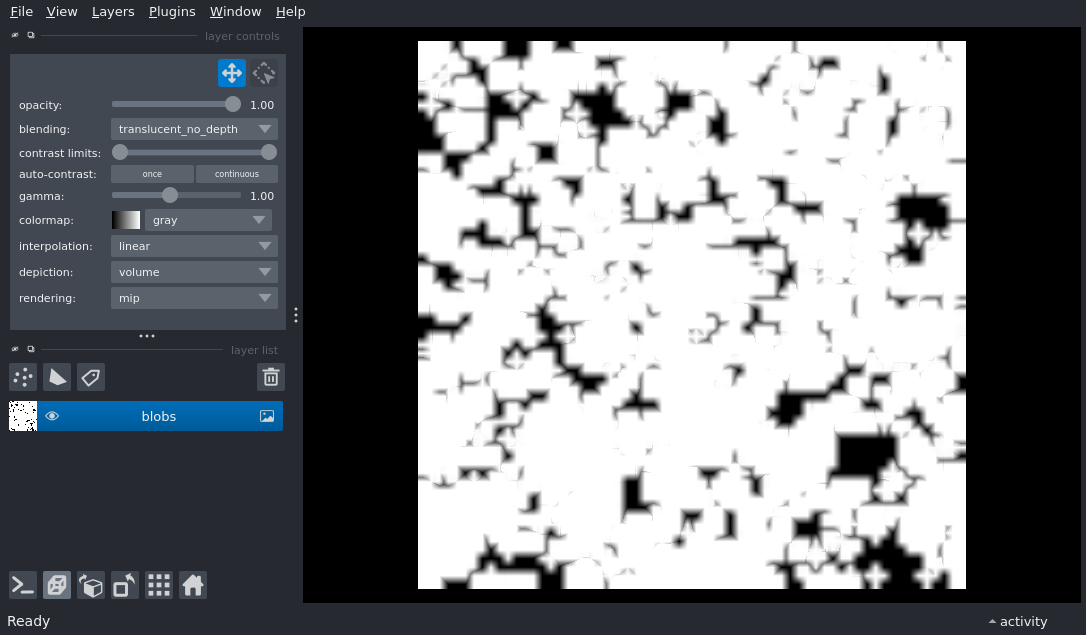 File View Layers Plugins Window Help
layer controls
opacity: 1.00
blending: translucent_no_depth
contrast limits:
auto-contrast: once continuous
gamma: 1.00
colormap: gray
interpolation: linear
depiction: volume
rendering: mip
layer list
blobs
Ready
activity